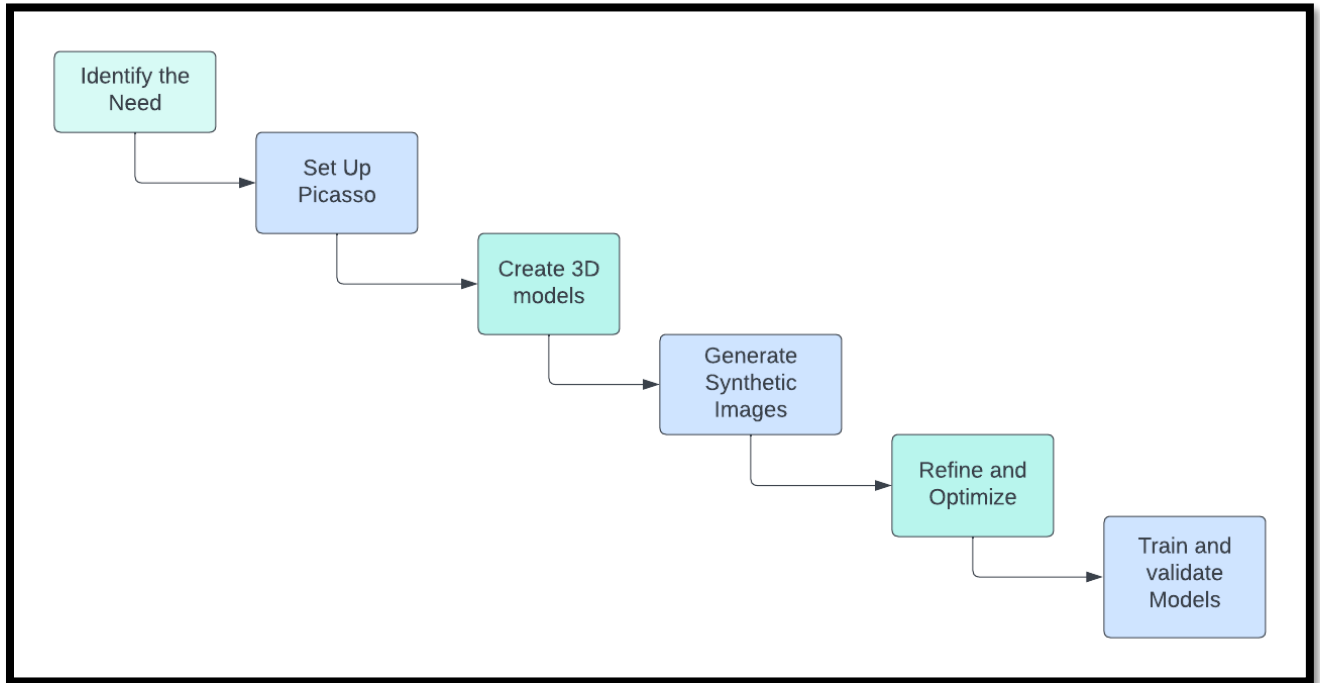 Identify the
Need
Set Up
Picasso
Create 3D
models
Generate
Synthetic
Images
Refine and
Optimize
Train and
validate
Models